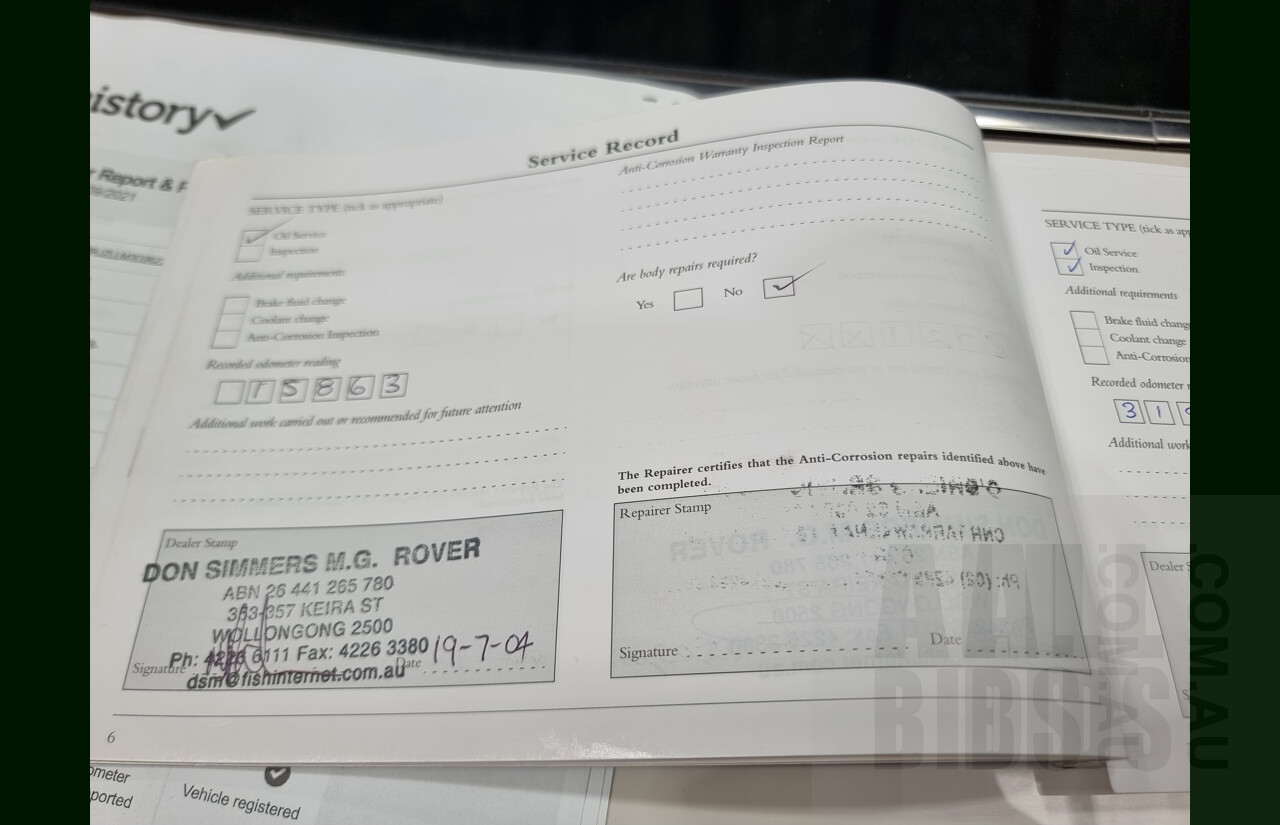 istory
Report & P
/2021
Service Record
SERVICE TYPE (tick as appropriate)
Oil Service
Inspection
Additional requirements
Brake fluid change
Coolant change
Anti-Corrosion Inspection
Recorded odometer reading
15863
Additional work carried out or recommended for future attention
Dealer Stamp
DON SIMMERS M.G. ROVER
ABN 26 441 265 780
353-357 KEIRA ST
WOLLONGONG 2500
Ph: 4226 6111 Fax: 4226 3380
Signature
Date 19-7-04
dsm@fishinternet.com.au
6
Anti-Corrosion Warranty Inspection Report
Are body repairs required?
Yes No
The Repairer certifies that the Anti-Corrosion repairs identified above have
been completed.
Repairer Stamp
Signature
Date
SERVICE TYPE (tick as app
Oil Service
Inspection
Additional requirements
Brake fluid change
Coolant change
Anti-Corrosion
Recorded odometer r
31
Additional work
Dealer S
ometer
ported
Vehicle registered
ALL
BIDS
.COM.AU